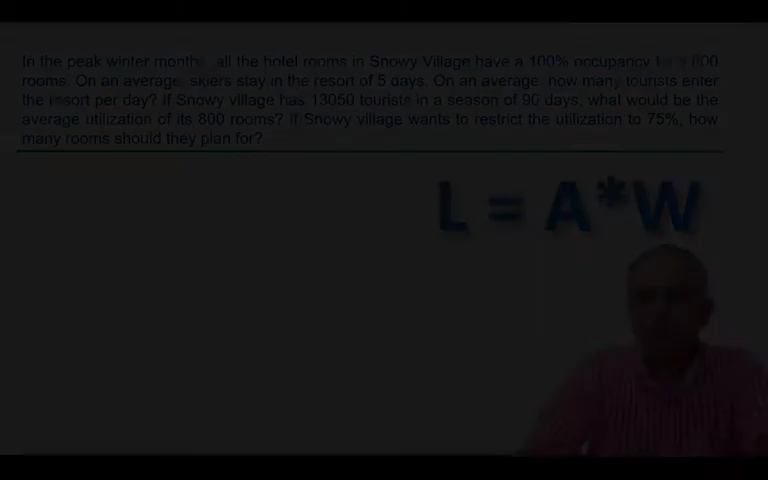 In the peak winter months, all the hotel rooms in Snowy Village have a 100% occupancy for a 800
rooms. On an average, skiers stay in the resort of 5 days. On an average, how many tourists enter
the resort per day? If Snowy village has 13050 tourists in a season of 90 days, what would be the
average utilization of its 800 rooms? If Snowy village wants to restrict the utilization to 75%, how
many rooms should they plan for?
L = A*W